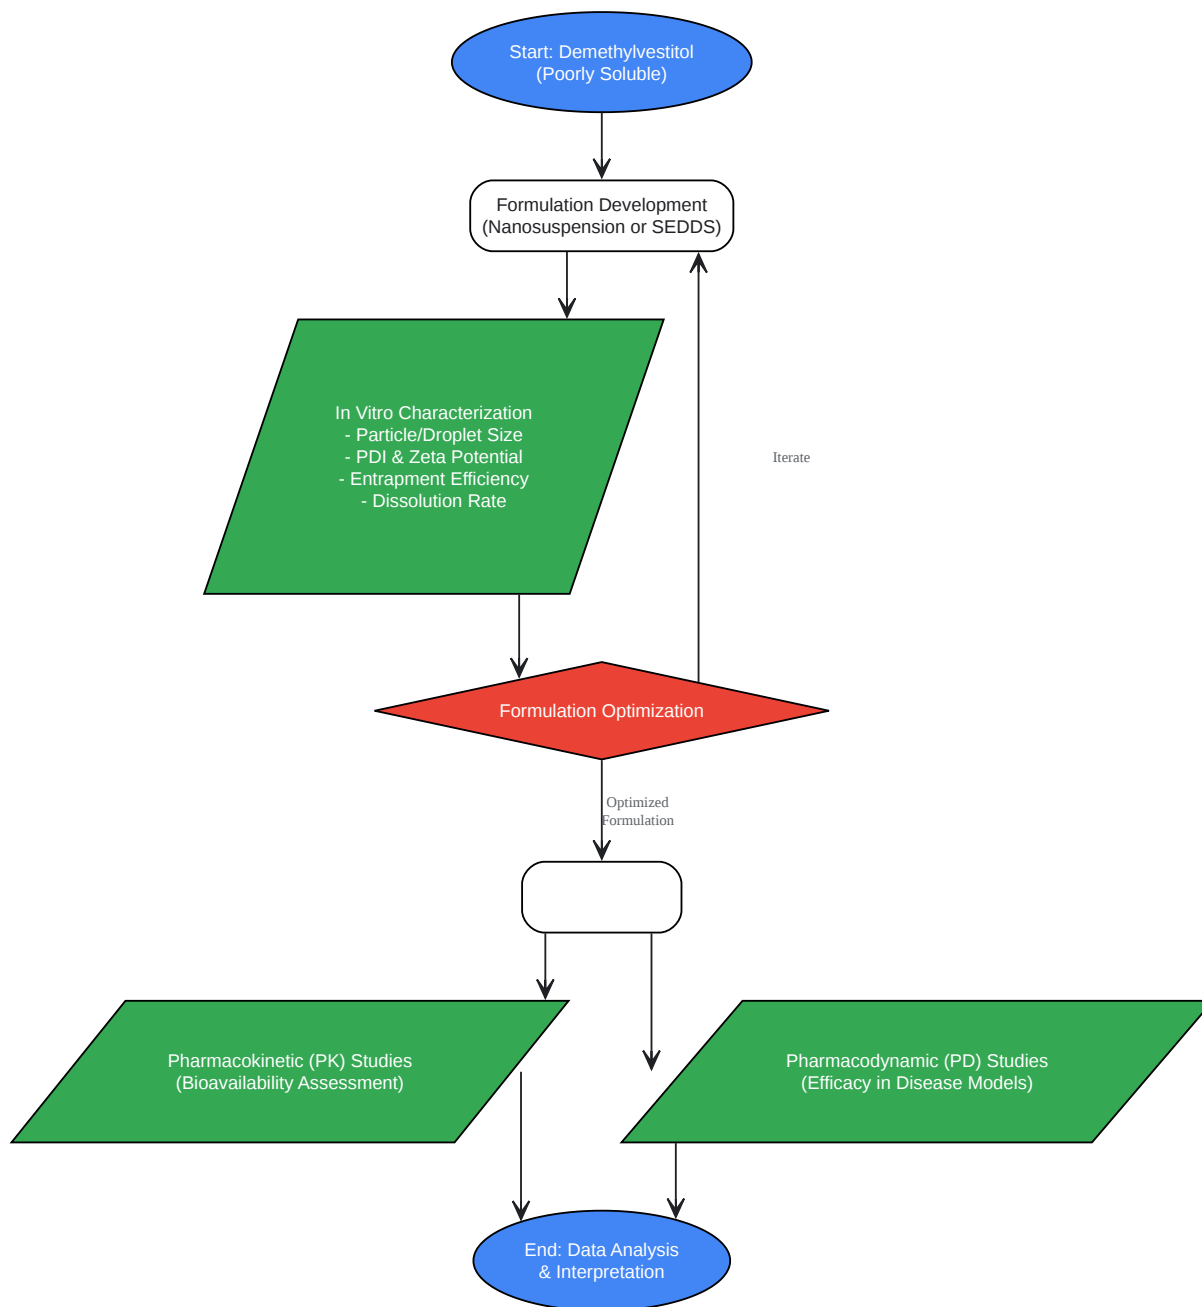 Start: Demethylvestitol
(Poorly Soluble)
Formulation Development
(Nanosuspension or SEDDS)
In Vitro Characterization
- Particle/Droplet Size
- PDI & Zeta Potential
- Entrapment Efficiency
- Dissolution Rate
Iterate
Formulation Optimization
Optimized
Formulation
Pharmacokinetic (PK) Studies
(Bioavailability Assessment)
Pharmacodynamic (PD) Studies
(Efficacy in Disease Models)
End: Data Analysis
& Interpretation